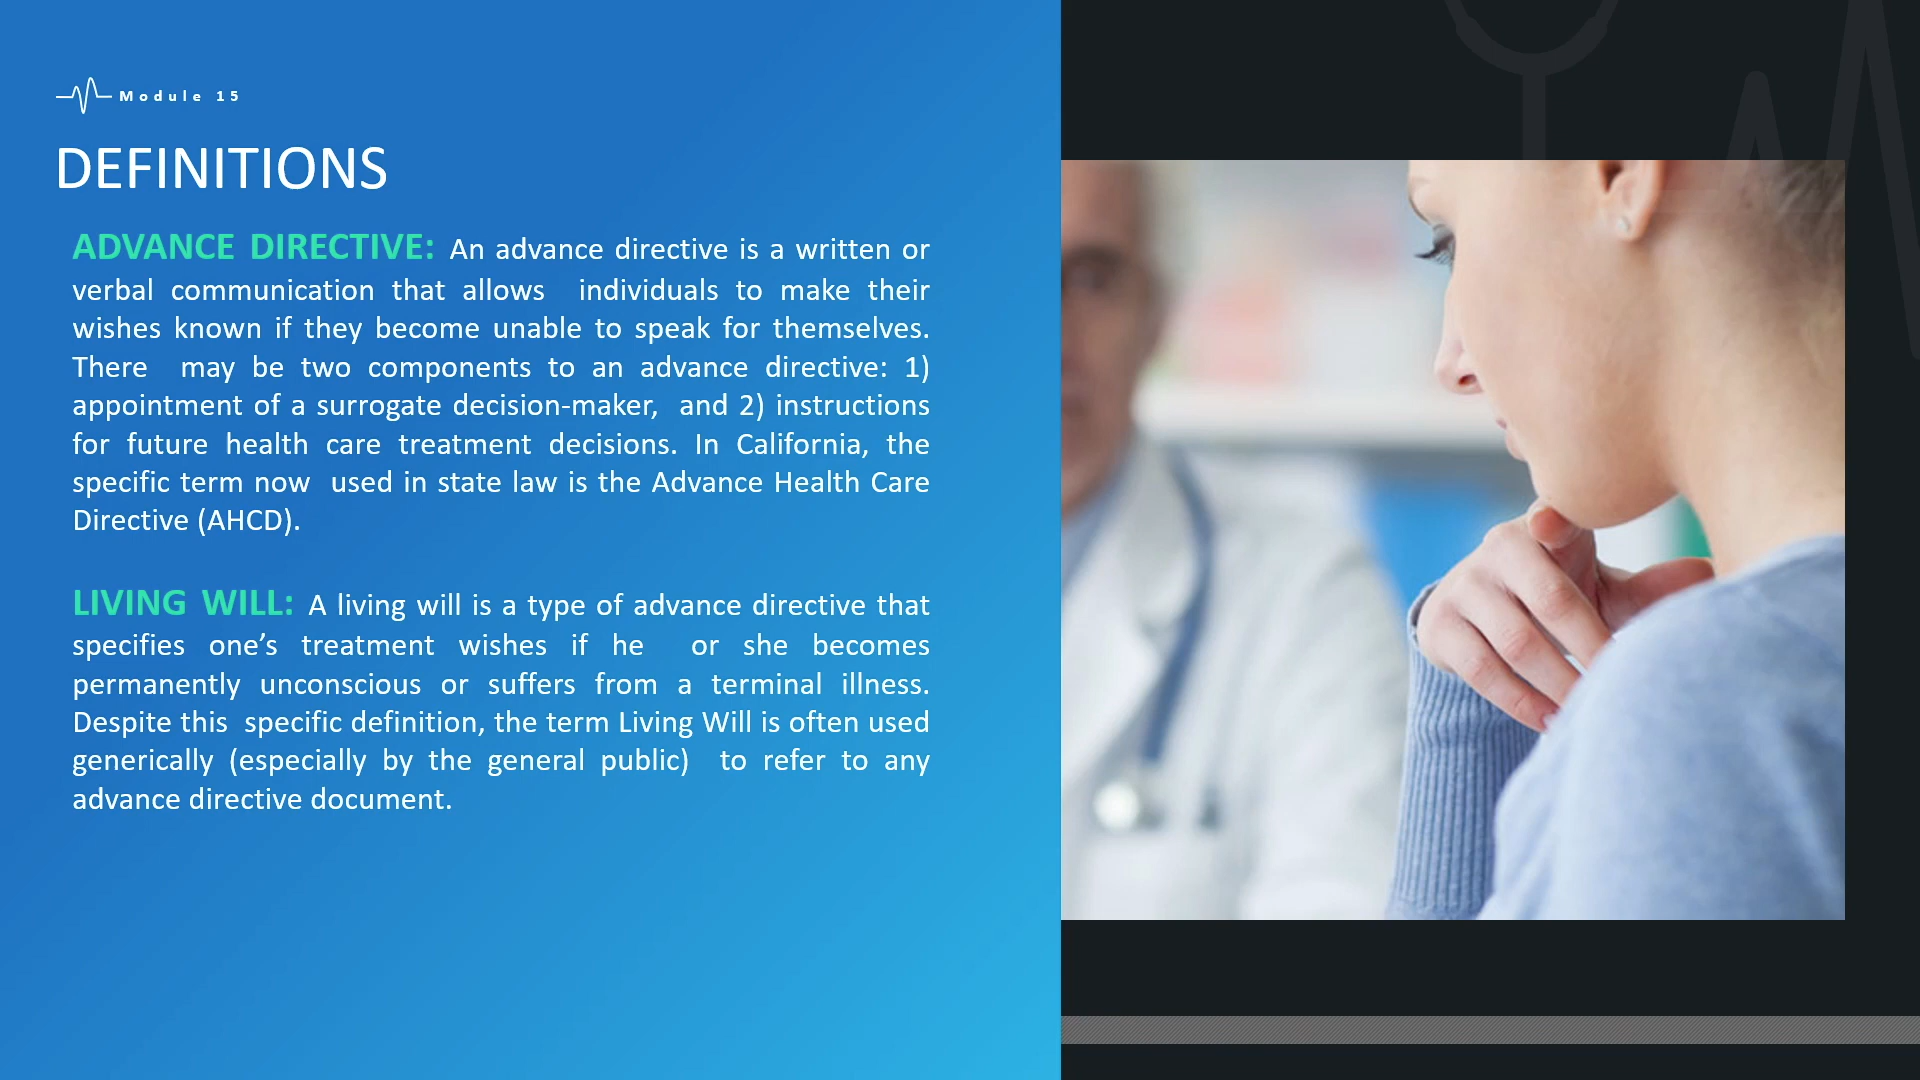 Module 15
DEFINITIONS
ADVANCE DIRECTIVE: An advance directive is a written or
verbal communication that allows individuals to make their
wishes known if they become unable to speak for themselves.
There may be two components to an advance directive: 1)
appointment of a surrogate decision-maker, and 2) instructions
for future health care treatment decisions. In California, the
specific term now used in state law is the Advance Health Care
Directive (AHCD).
LIVING WILL: A living will is a type of advance directive that
specifies one’s treatment wishes if he or she becomes
permanently unconscious or suffers from a terminal illness.
Despite this specific definition, the term Living Will is often used
generically (especially by the general public) to refer to any
advance directive document.